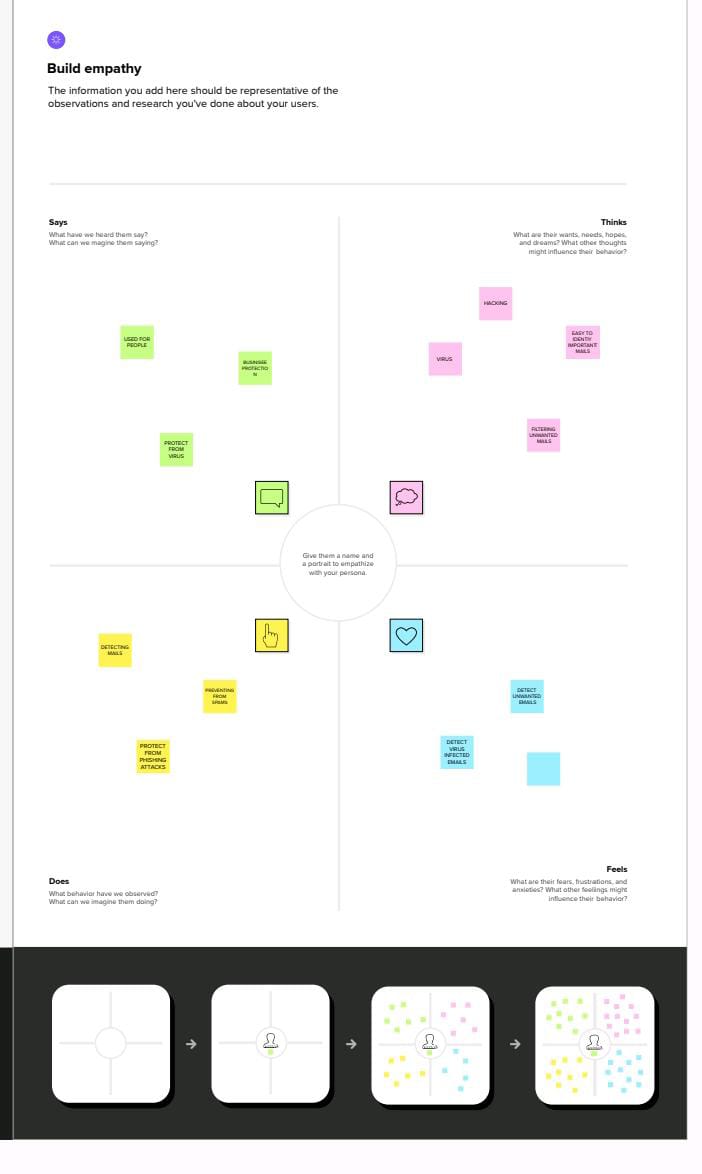 Build empathy
The information you add here should be representative of the
observations and research you've done about your users.
Says
What have we heard them say?
What can we magine them saying?
Thinks
What are their wants, needs, hopes,
and dreams? What other thoughts
might influence their behavior?
HACKING
USED FOR
PEOPLE
EASY TO
IDENTIY
IMPORTANT
MAILS
VIRUS
BUSINSEE
PROTECTIO
N
FILTERING
UNWANTED
MAILS
PROTECT
FROM
VIRUS
Give them a name and
a portrait to empathize
with your persona.
DETECTING
MAILS
PREVENTING
FROM
SPAMS
DETECT
UNWANTED
EMAILS
PROTECT
FROM
PHISHING
ATTACKS
DETECT
VIRUS
INFECTED
EMAILS
Does
What behavior have we observed?
What can we imagine them doing?
Feels
What are their fears, frustrations, and
anxieties? What other feelings might
influence their behavior?